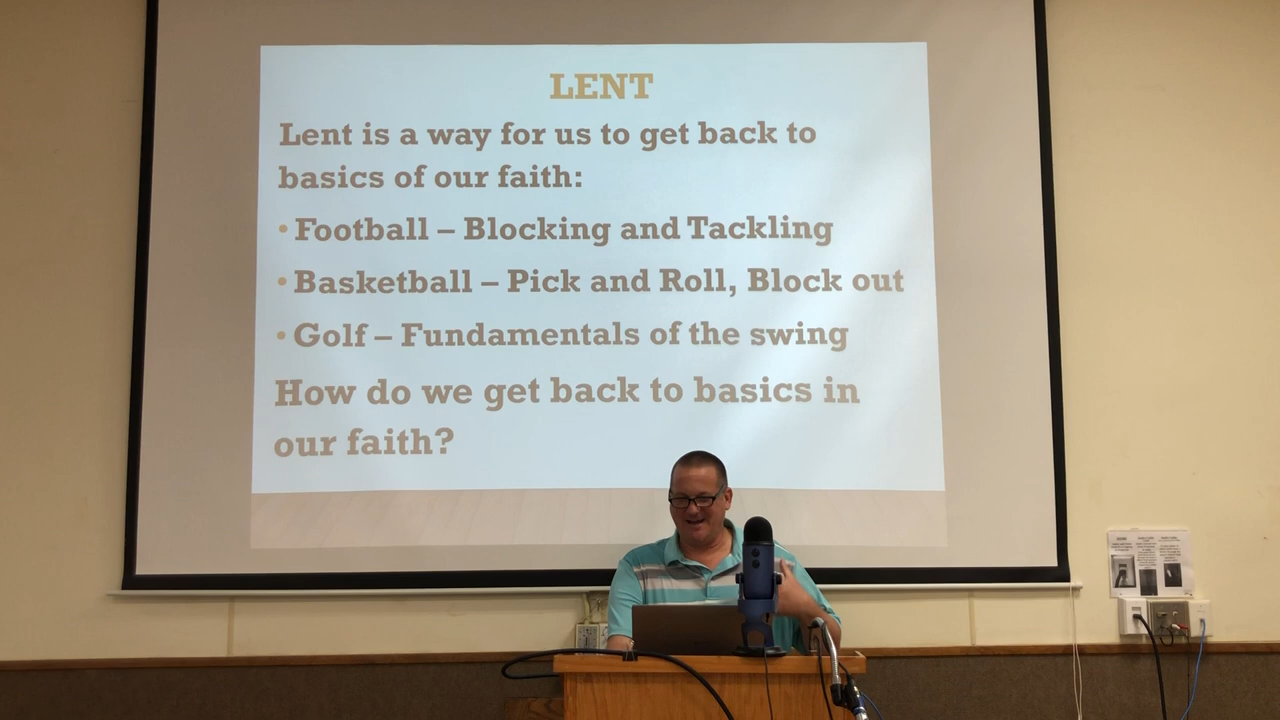 LENT
Lent is a way for us to get back to
basics of our faith:
• Football – Blocking and Tackling
• Basketball – Pick and Roll, Block out
• Golf – Fundamentals of the swing
How do we get back to basics in
our faith?